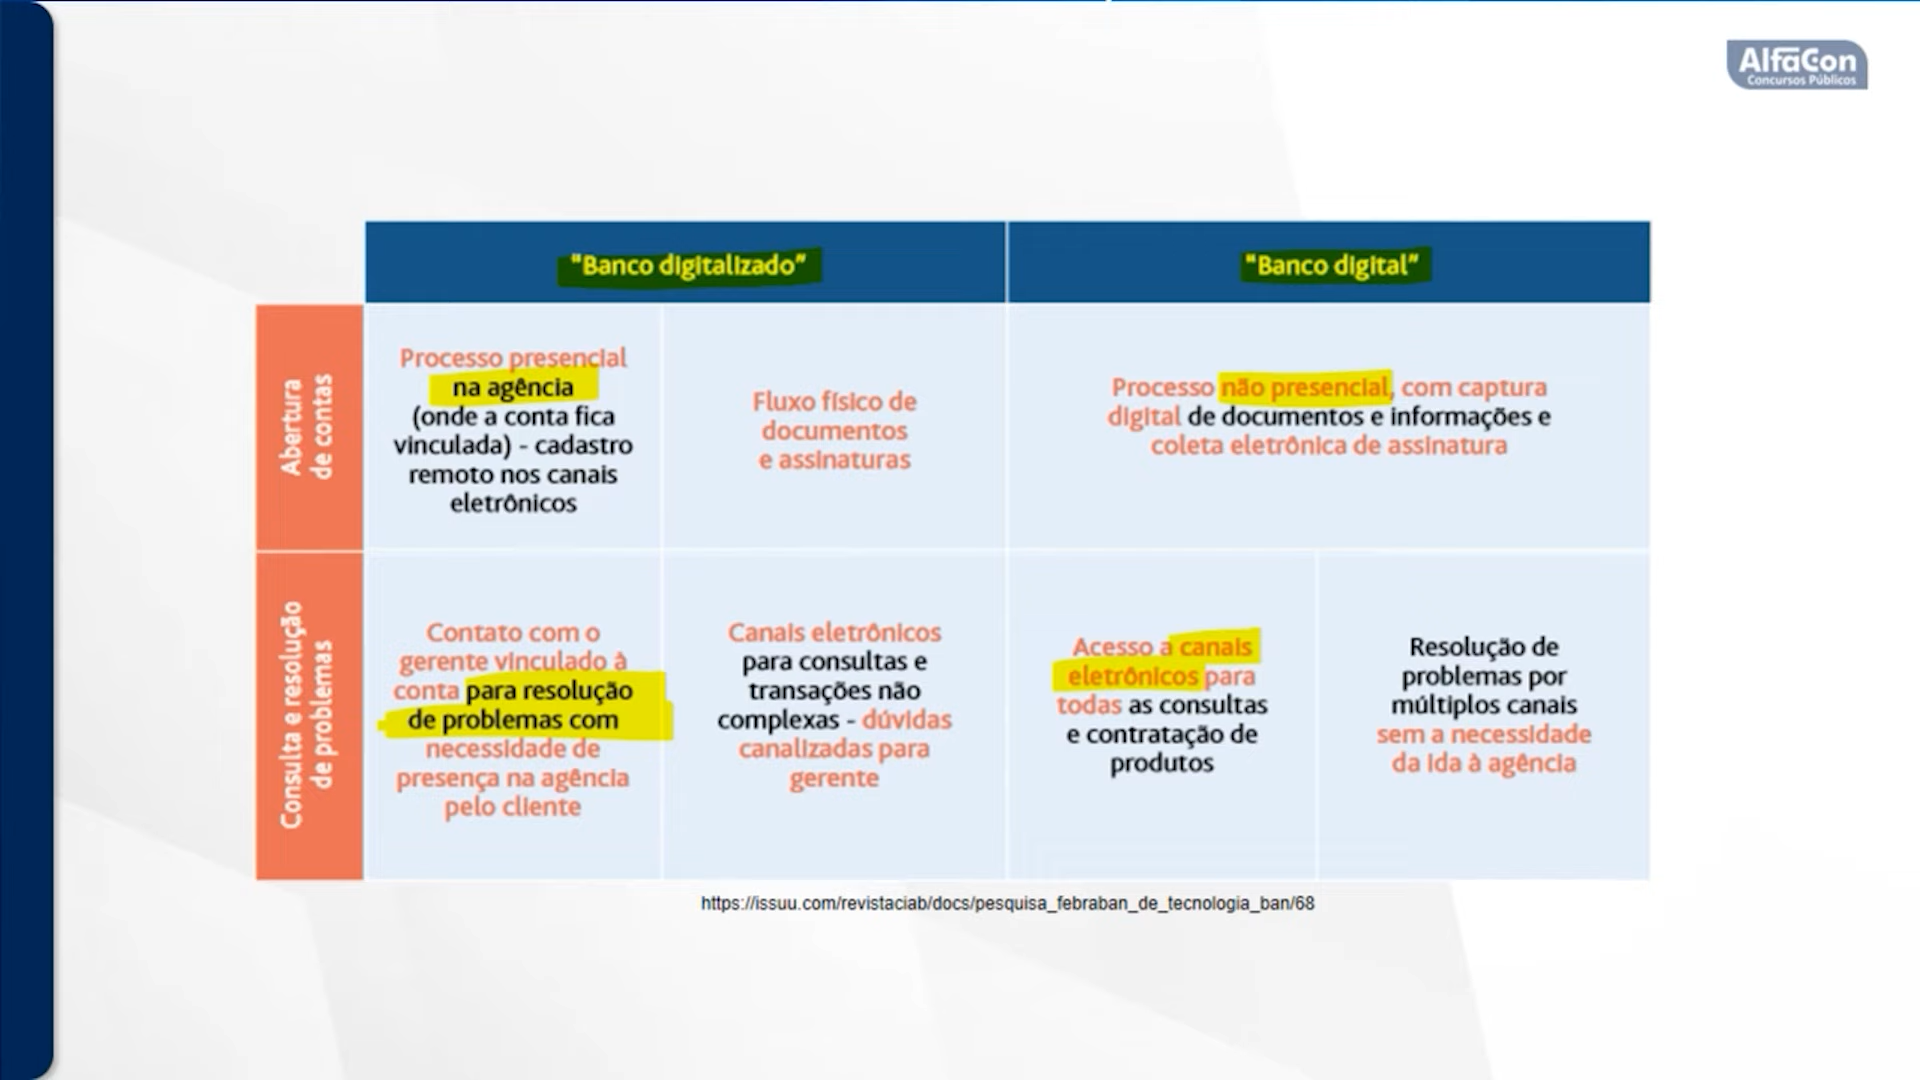 AlfaCon
Concursos Públicos
“Banco digitalizado”
“Banco digital”
Abertura
de contas
Processo presencial
na agência
(onde a conta fica
vinculada) - cadastro
remoto nos canais
eletrônicos
Fluxo físico de
documentos
e assinaturas
Processo não presencial, com captura
digital de documentos e informações e
coleta eletrônica de assinatura
Consulta e resolução
de problemas
Contato com o
gerente vinculado à
conta para resolução
de problemas com
necessidade de
presença na agência
pelo cliente
Canais eletrônicos
para consultas e
transações não
complexas - dúvidas
canalizadas para
gerente
Acesso a canais
eletrônicos para
todas as consultas
e contratação de
produtos
Resolução de
problemas por
múltiplos canais
sem a necessidade
da ida à agência
https://issuu.com/revistaciab/docs/pesquisa_febraban_de_tecnologia_ban/68